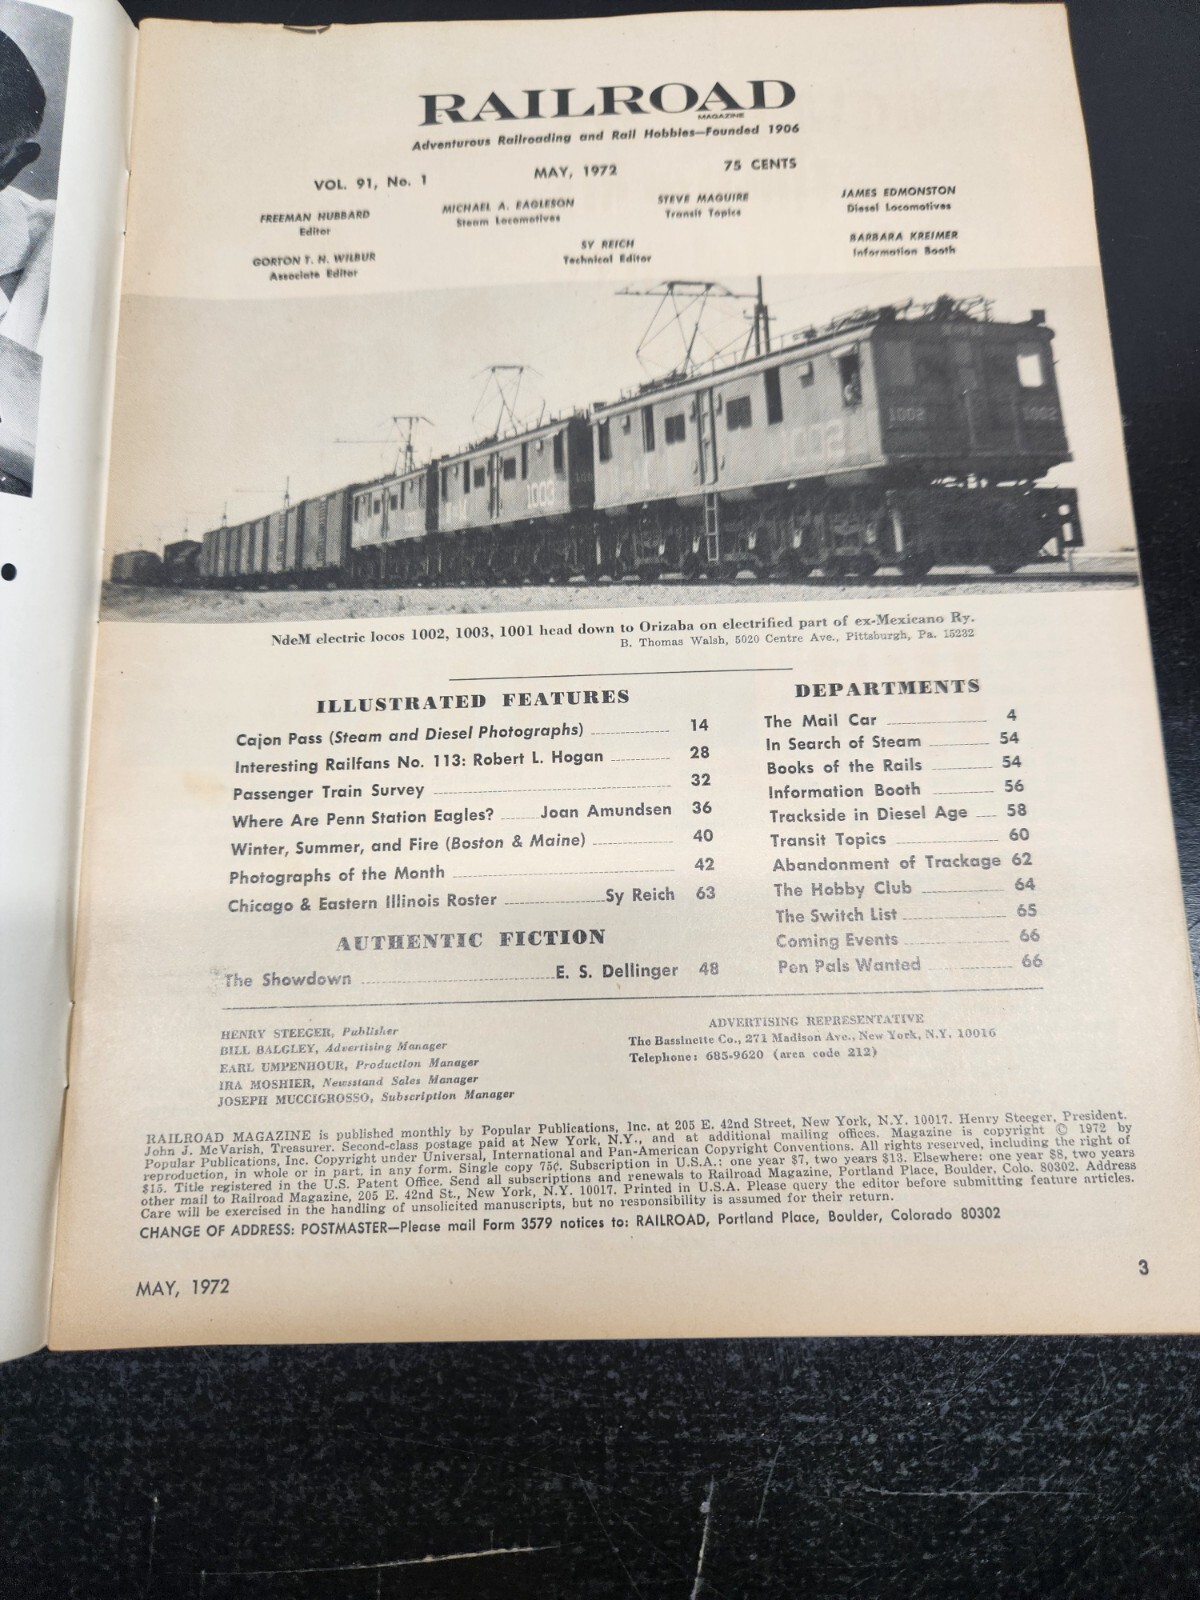 RAILROAD
MAGAZINE
Adventurous Railroading and Rail Hobbies—Founded 1906
VOL. 91, No. 1 MAY, 1972 75 CENTS
FREEMAN HUBBARD
Editor
MICHAEL A. EAGLESON
Steam Locomotives
STEVE MAGUIRE
Transit Topics
JAMES EDMONSTON
Diesel Locomotives
GORTON T. H. WILBUR
Associate Editor
SY REICH
Technical Editor
BARBARA KREIMER
Information Booth
1002
1002
1002
1003
NdeM electric locos 1002, 1003, 1001 head down to Orizaba on electrified part of ex-Mexicano Ry.
B. Thomas Walsh, 5020 Centre Ave., Pittsburgh, Pa. 15232
ILLUSTRATED FEATURES
Cajon Pass (Steam and Diesel Photographs) 14
Interesting Railfans No. 113: Robert L. Hogan 28
Passenger Train Survey 32
Where Are Penn Station Eagles? Joan Amundsen 36
Winter, Summer, and Fire (Boston & Maine) 40
Photographs of the Month 42
Chicago & Eastern Illinois Roster Sy Reich 63
AUTHENTIC FICTION
The Showdown E. S. Dellinger 48
DEPARTMENTS
The Mail Car 4
In Search of Steam 54
Books of the Rails 54
Information Booth 56
Trackside in Diesel Age 58
Transit Topics 60
Abandonment of Trackage 62
The Hobby Club 64
The Switch List 65
Coming Events 66
Pen Pals Wanted 66
HENRY STEEGER, Publisher
BILL BALGLEY, Advertising Manager
EARL UMPENHOUR, Production Manager
IRA MOSHIER, Newsstand Sales Manager
JOSEPH MUCCIGROSSO, Subscription Manager
ADVERTISING REPRESENTATIVE
The Bassinette Co., 271 Madison Ave., New York, N.Y. 10016
Telephone: 685-9620 (area code 212)
RAILROAD MAGAZINE is published monthly by Popular Publications, Inc. at 205 E. 42nd Street, New York, N.Y. 10017. Henry Steeger, President.
John J. McVarish, Treasurer. Second-class postage paid at New York, N.Y., and at additional mailing offices. Magazine is copyright © 1972 by
Popular Publications, Inc. Copyright under Universal, International and Pan-American Copyright Conventions. All rights reserved, including the right of
reproduction, in whole or in part, in any form. Single copy 75¢. Subscription in U.S.A.: one year $7, two years $13. Elsewhere: one year $8, two years
$15. Title registered in the U.S. Patent Office. Send all subscriptions and renewals to Railroad Magazine, Portland Place, Boulder, Colo. 80302. Address
other mail to Railroad Magazine, 205 E. 42nd St., New York, N.Y. 10017. Printed in U.S.A. Please query the editor before submitting feature articles.
Care will be exercised in the handling of unsolicited manuscripts, but no responsibility is assumed for their return.
CHANGE OF ADDRESS: POSTMASTER—Please mail Form 3579 notices to: RAILROAD, Portland Place, Boulder, Colorado 80302
MAY, 1972 3